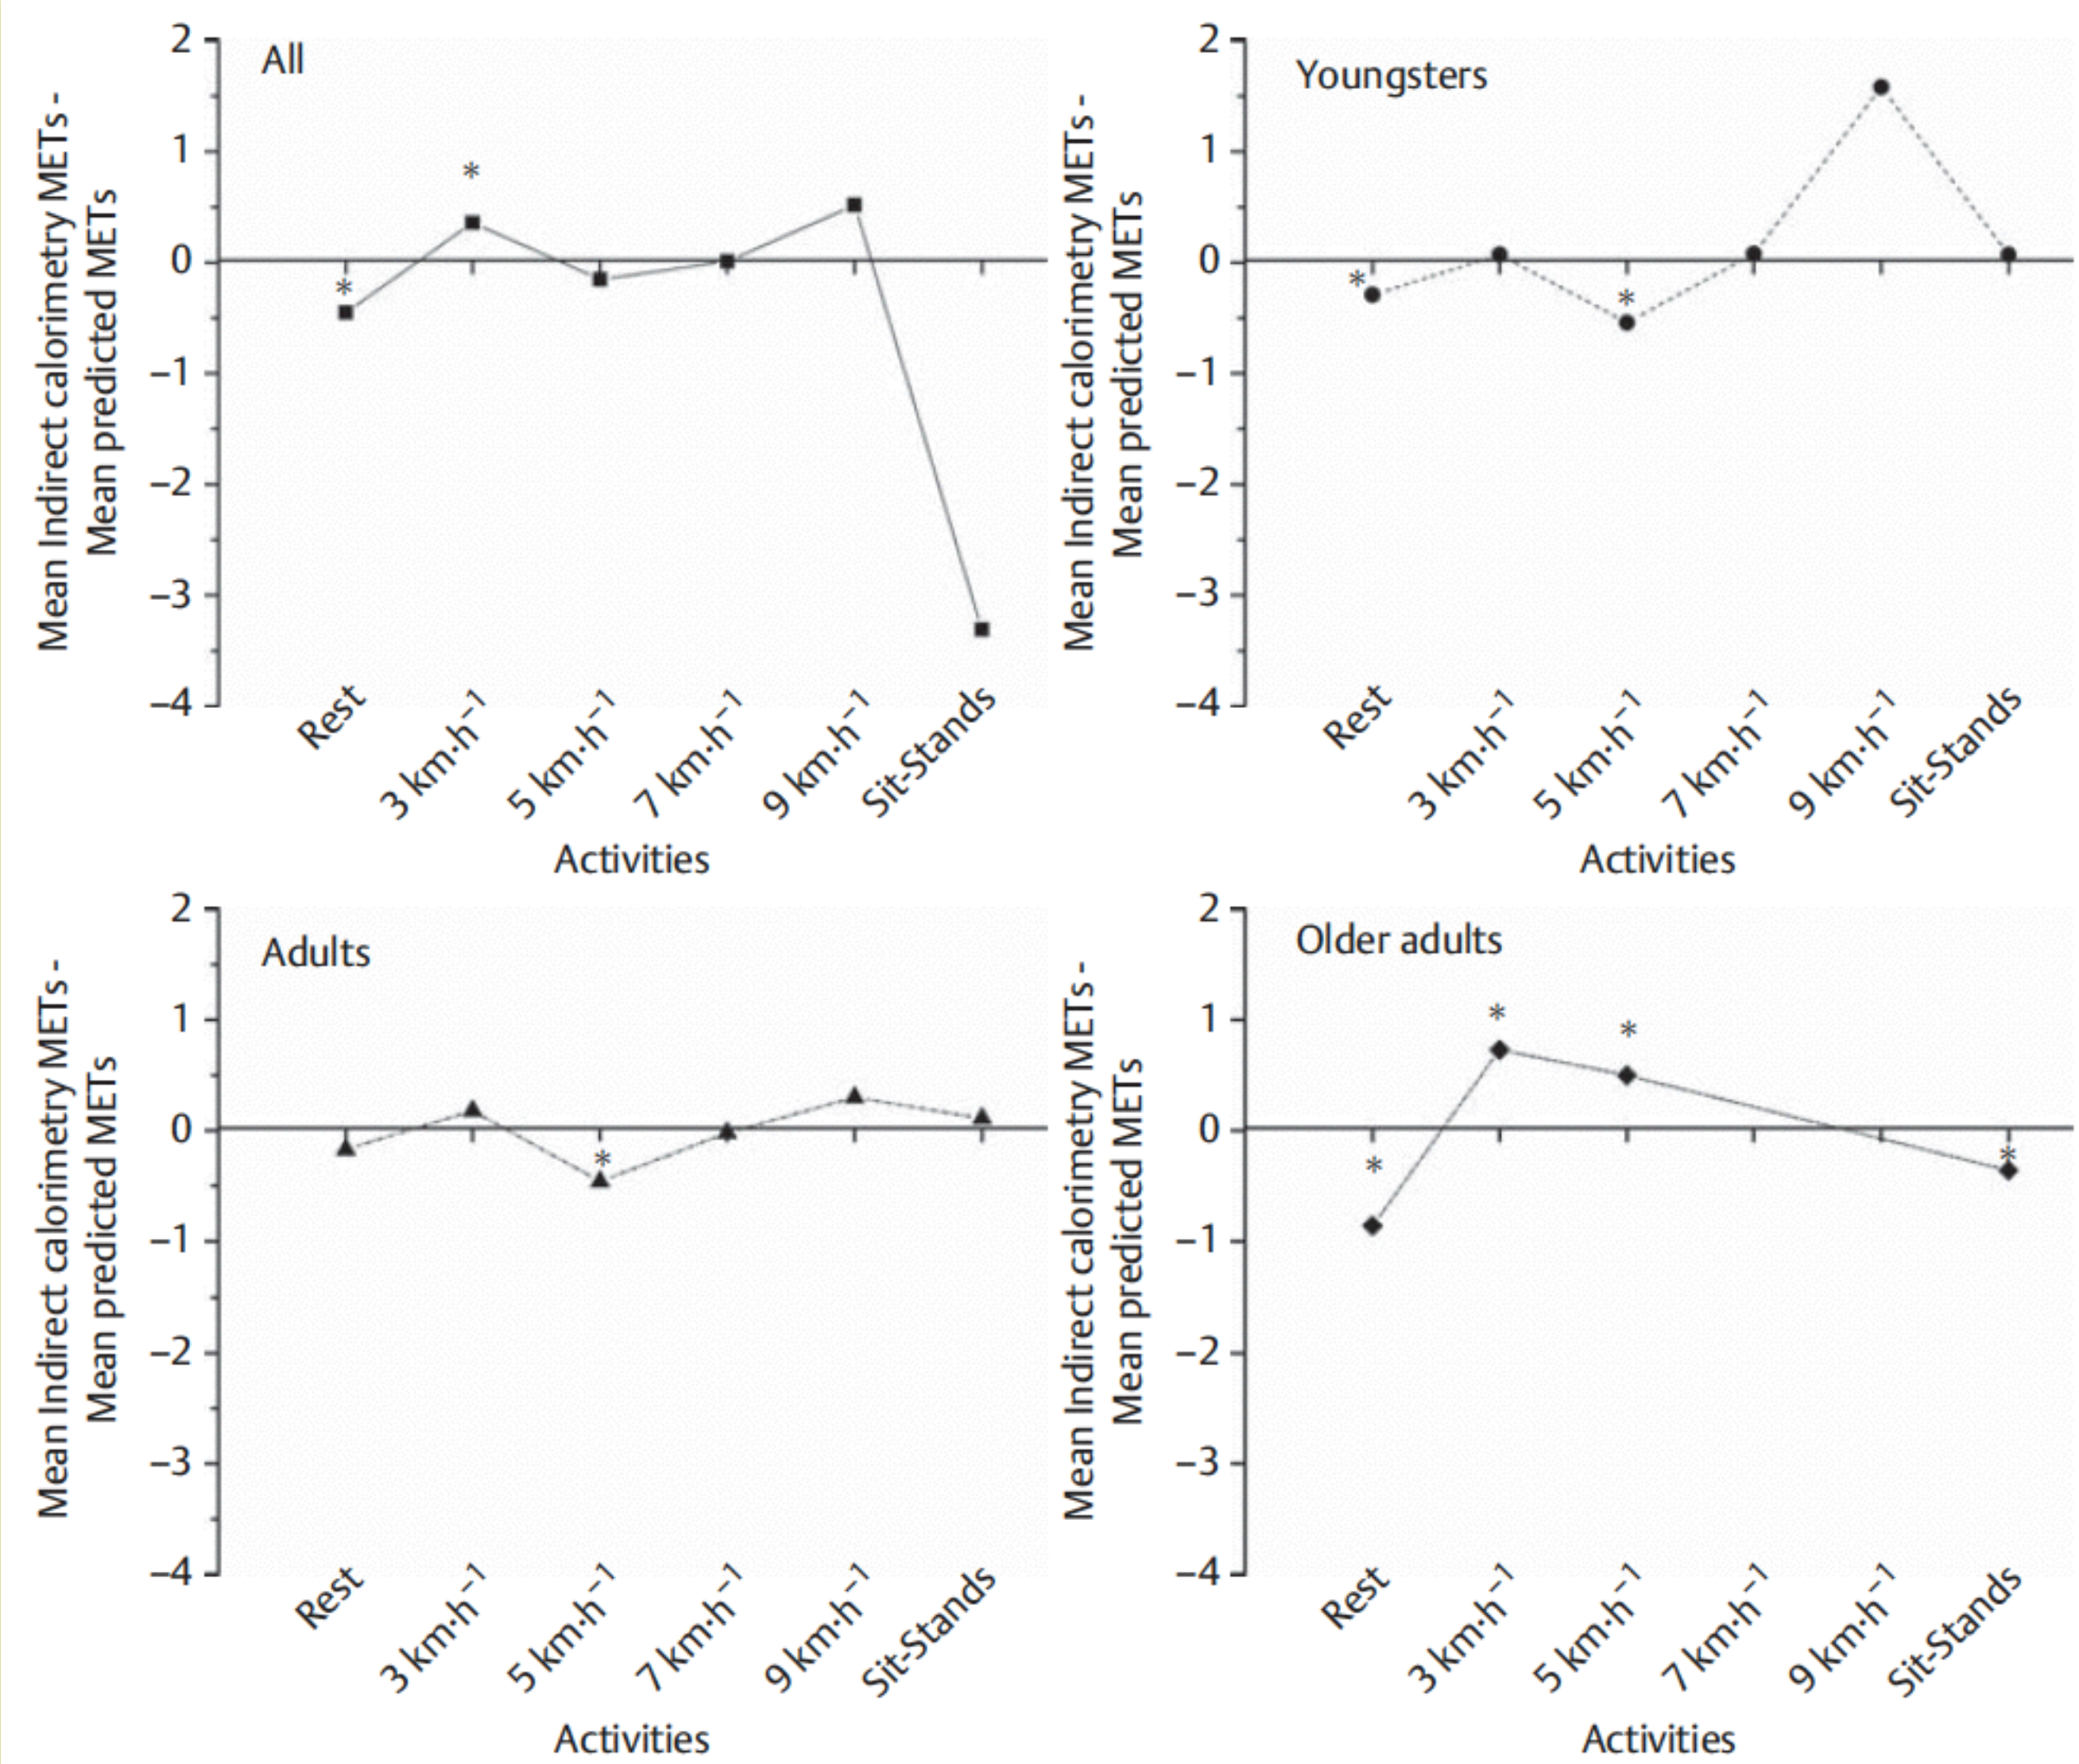 All
Mean Indirect calorimetry METs -
Mean predicted METs
2
1
0
−1
−2
−3
−4
*
*
Rest
3 km·h⁻¹
5 km·h⁻¹
7 km·h⁻¹
9 km·h⁻¹
Sit-Stands
Activities
Youngsters
Mean Indirect calorimetry METs -
Mean predicted METs
2
1
0
−1
−2
−3
−4
*
*
Rest
3 km·h⁻¹
5 km·h⁻¹
7 km·h⁻¹
9 km·h⁻¹
Sit-Stands
Activities
Adults
Mean Indirect calorimetry METs -
Mean predicted METs
2
1
0
−1
−2
−3
−4
*
Rest
3 km·h⁻¹
5 km·h⁻¹
7 km·h⁻¹
9 km·h⁻¹
Sit-Stands
Activities
Older adults
Mean Indirect calorimetry METs -
Mean predicted METs
2
1
0
−1
−2
−3
−4
*
*
*
*
Rest
3 km·h⁻¹
5 km·h⁻¹
7 km·h⁻¹
9 km·h⁻¹
Sit-Stands
Activities